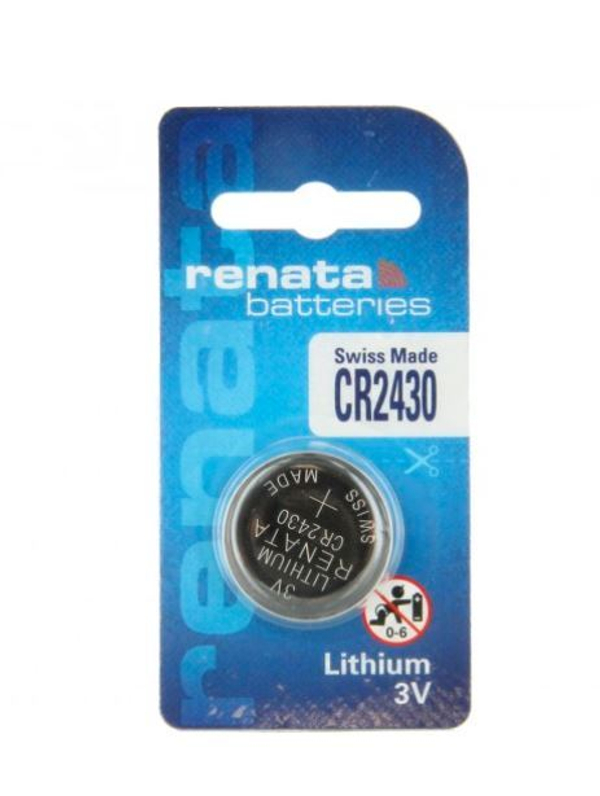 renata
renata
batteries
Swiss Made
CR2430
SWISS MADE
+
CR2430
RENATA
LITHIUM
3V
0-6
Lithium
3V